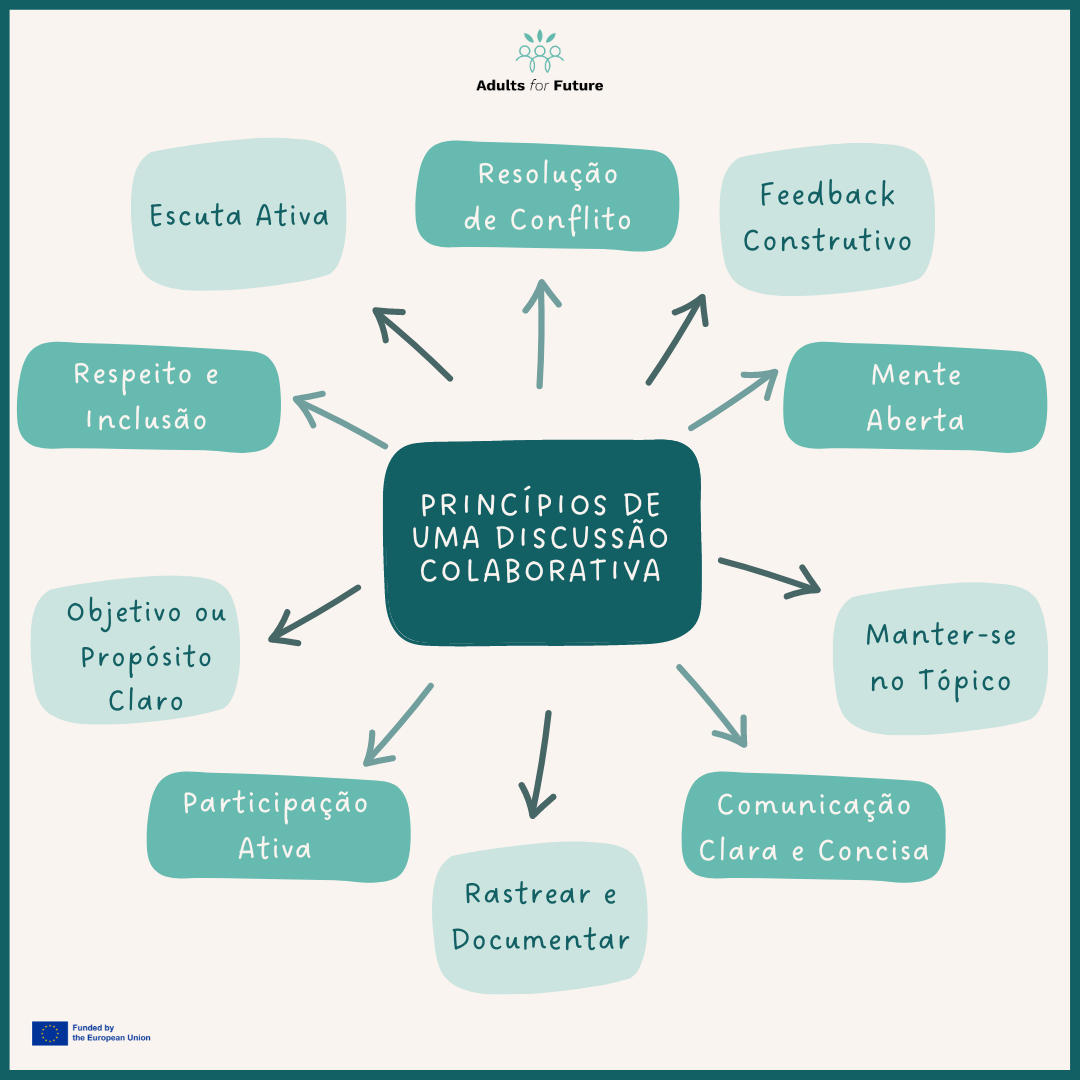 Adults for Future
Escuta Ativa
Resolução
de Conflito
Feedback
Construtivo
Respeito e
Inclusão
Mente
Aberta
PRINCÍPIOS DE
UMA DISCUSSÃO
COLABORATIVA
Objetivo ou
Propósito
Claro
Manter-se
no Tópico
Participação
Ativa
Comunicação
Clara e Concisa
Rastrear e
Documentar
Funded by
the European Union